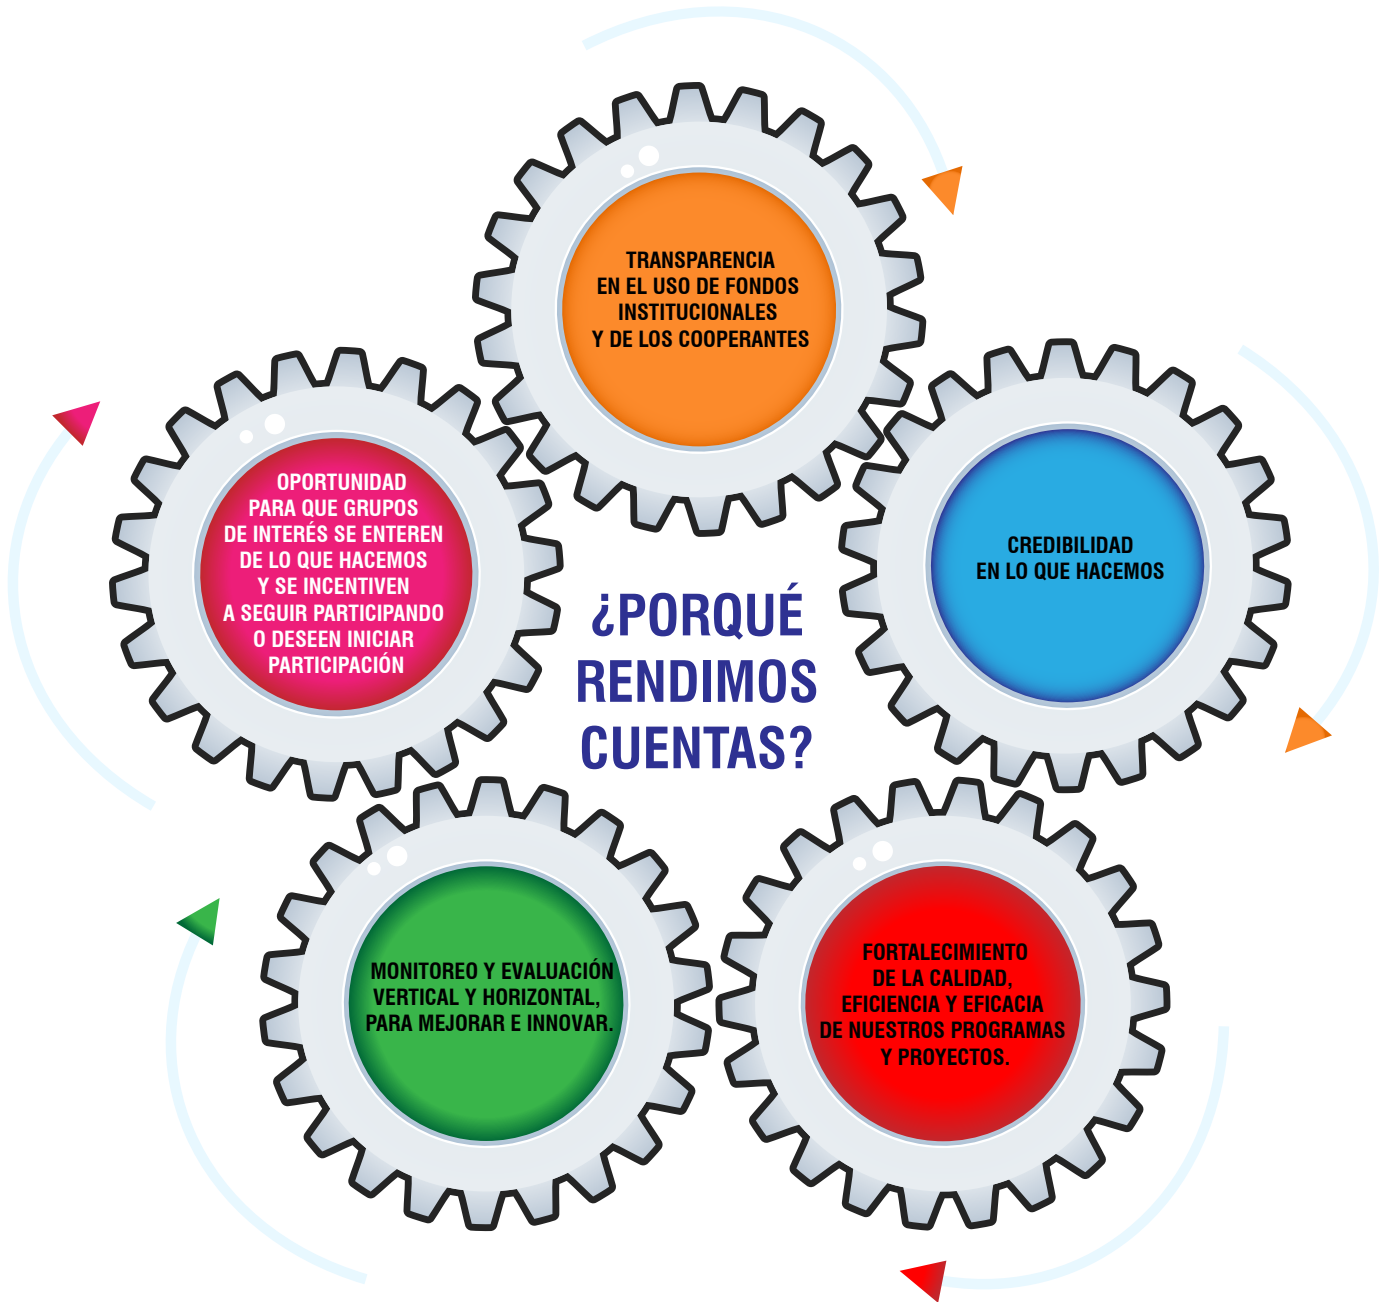 TRANSPARENCIA
EN EL USO DE FONDOS
INSTITUCIONALES
Y DE LOS COOPERANTES
CREDIBILIDAD
EN LO QUE HACEMOS
OPORTUNIDAD
PARA QUE GRUPOS
DE INTERÉS SE ENTEREN
DE LO QUE HACEMOS
Y SE INCENTIVEN
A SEGUIR PARTICIPANDO
O DESEEN INICIAR
PARTICIPACIÓN
¿PORQUÉ
RENDIMOS
CUENTAS?
MONITOREO Y EVALUACIÓN
VERTICAL Y HORIZONTAL,
PARA MEJORAR E INNOVAR.
FORTALECIMIENTO
DE LA CALIDAD,
EFICIENCIA Y EFICACIA
DE NUESTROS PROGRAMAS
Y PROYECTOS.